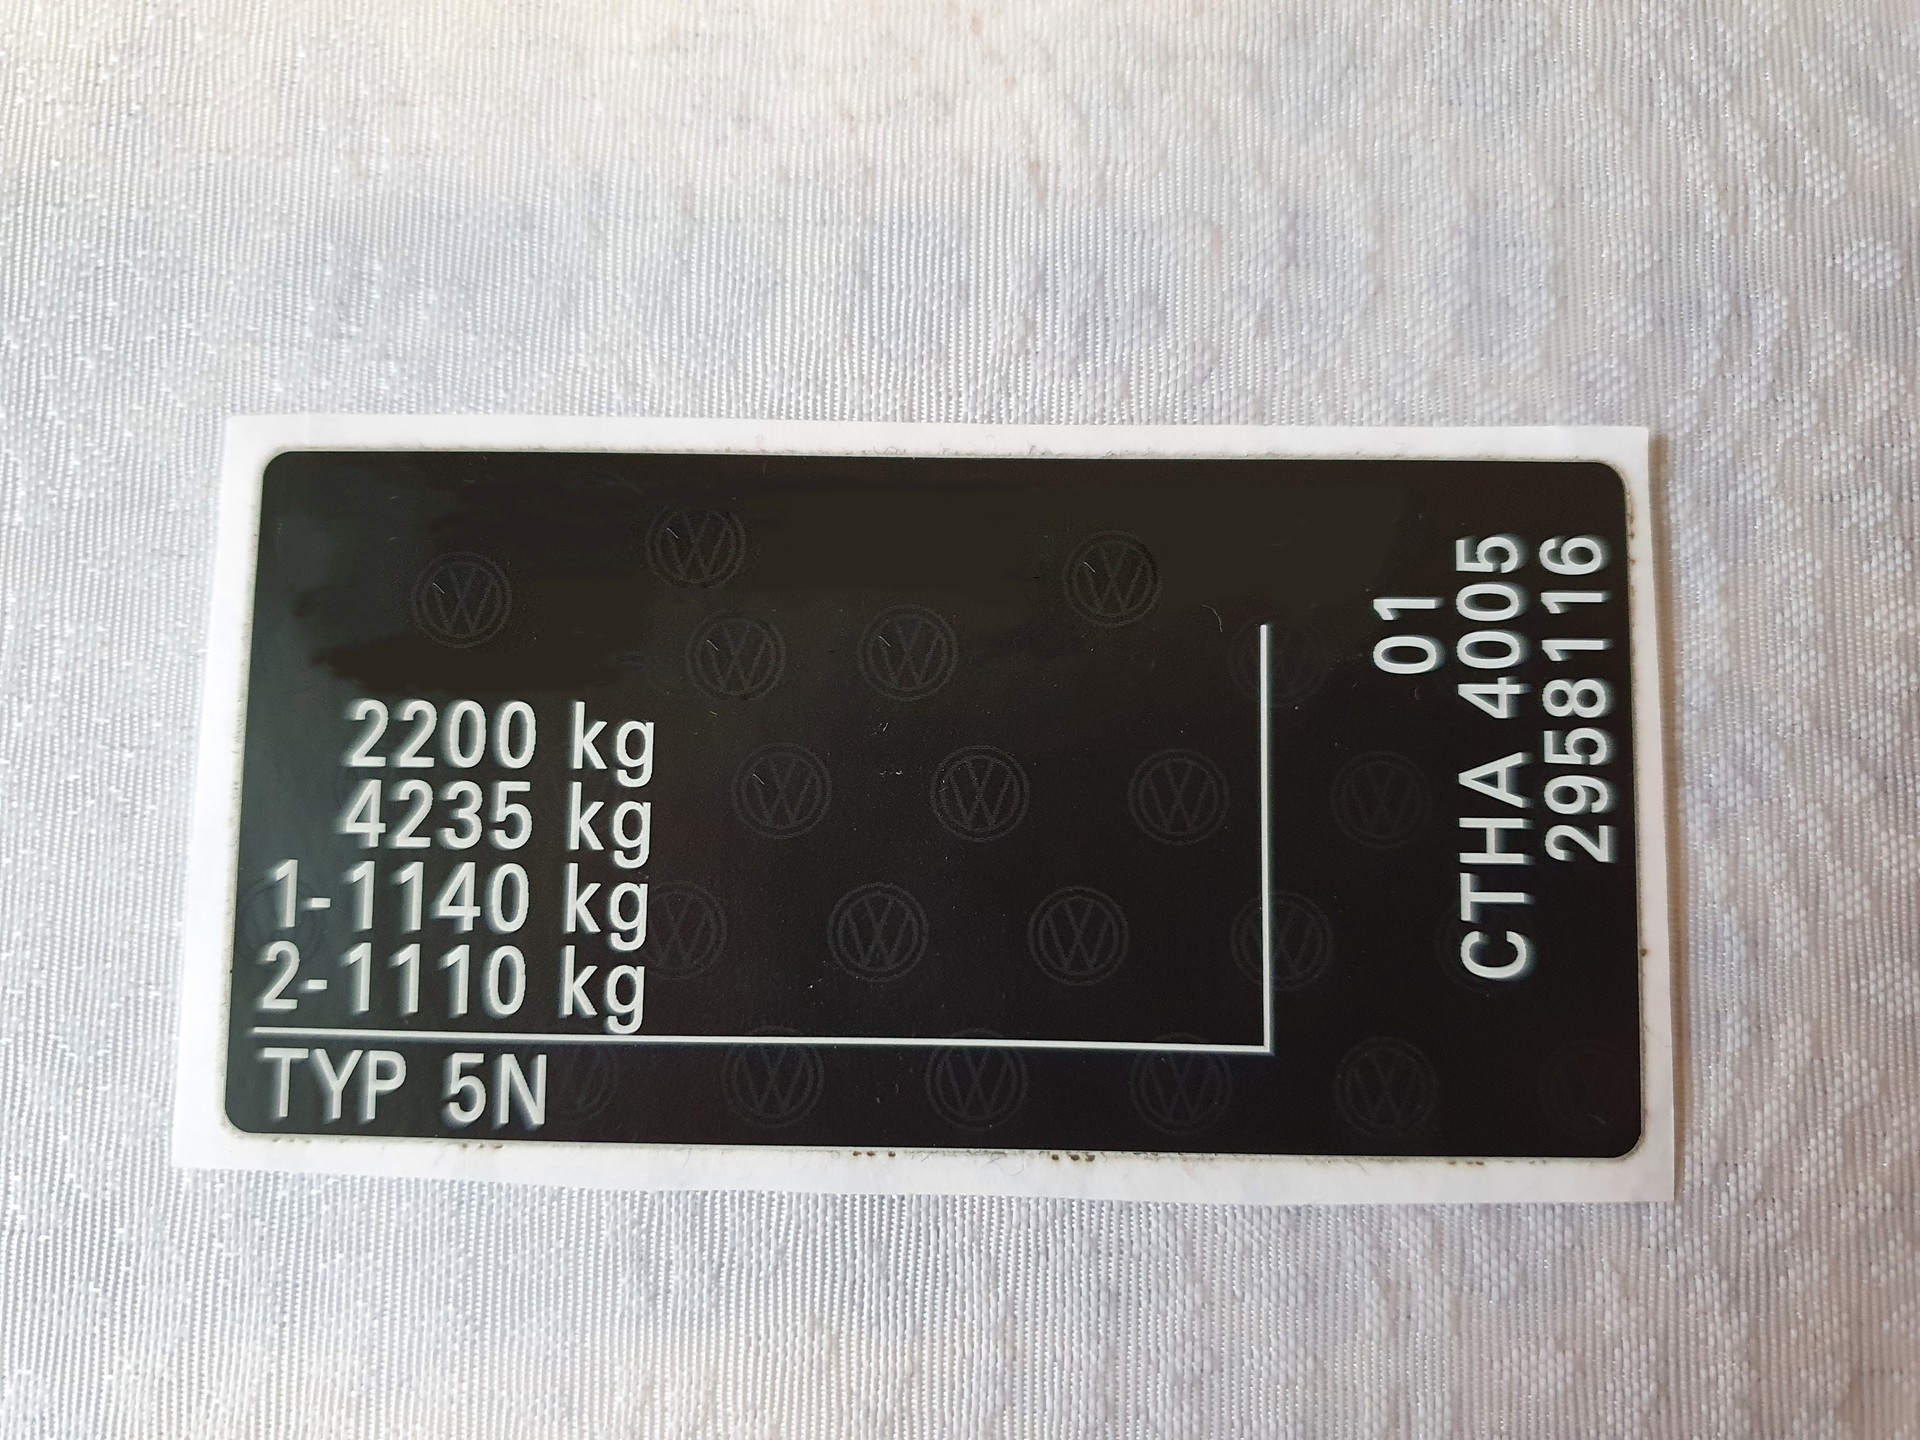 2200 kg
4235 kg
1-1140 kg
2-1110 kg
TYP 5N
01
CTHA 4005
2958116